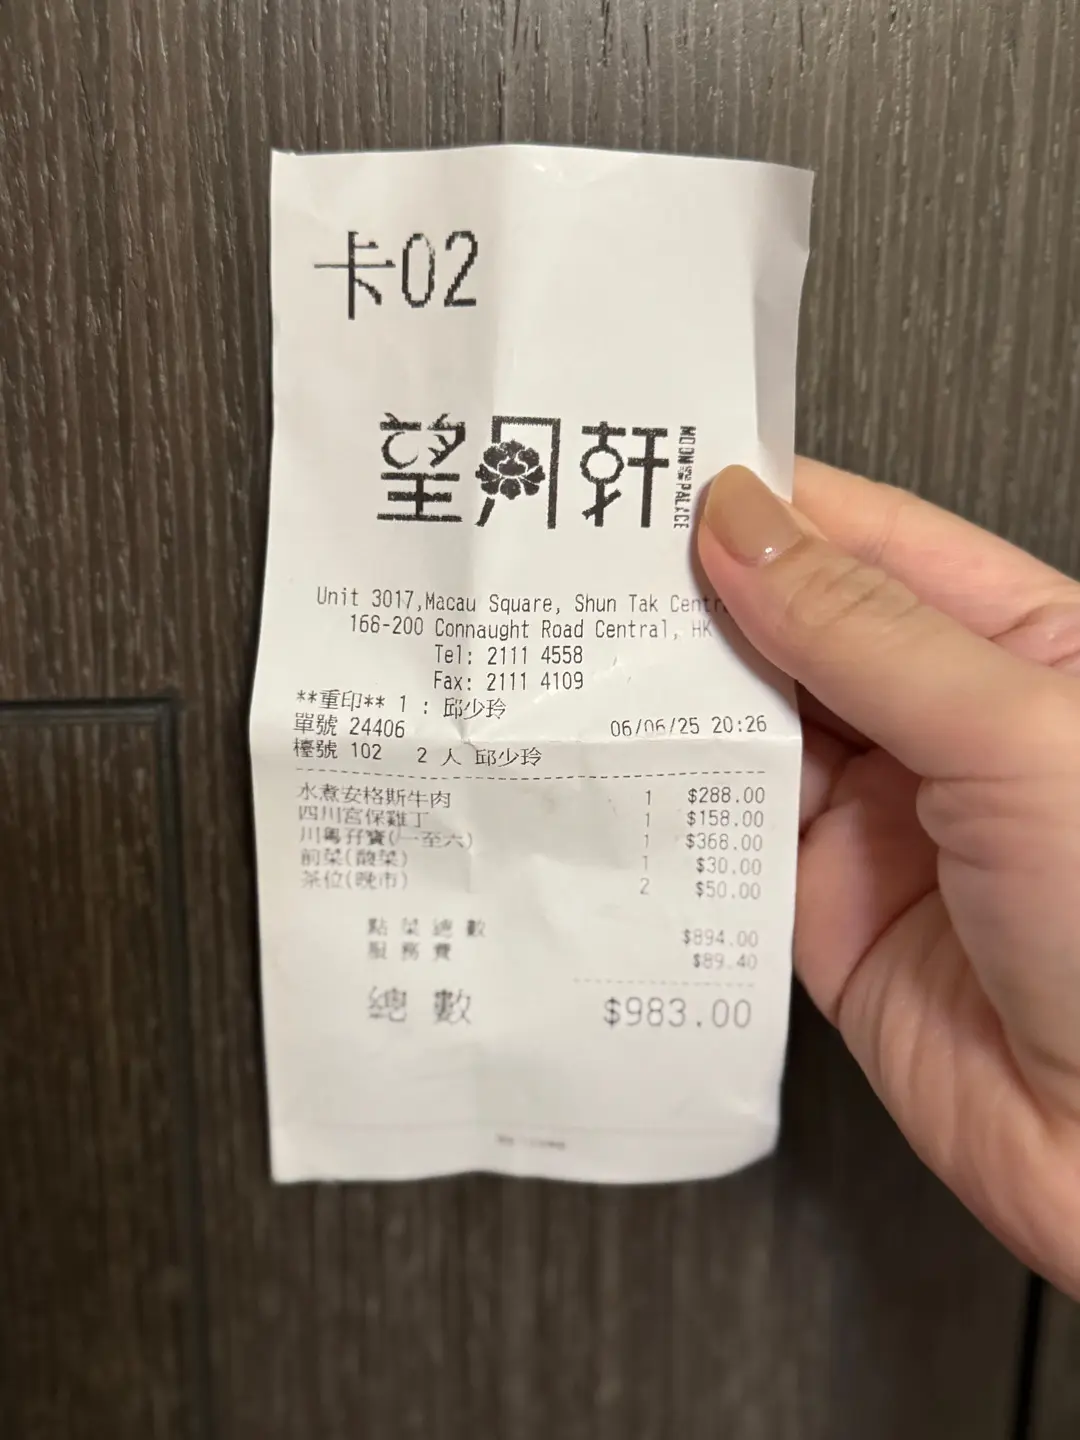 卡02
望月軒
MOON PALACE
Unit 3017,Macau Square, Shun Tak Centr
168-200 Connaught Road Central, HK
Tel: 2111 4558
Fax: 2111 4109
**重印** 1 : 邱少玲
單號 24406 06/06/25 20:26
檯號 102 2 人 邱少玲
水煮安格斯牛肉 1 $288.00
四川宮保雞丁 1 $158.00
川粵孖寶(一至六) 1 $368.00
前菜(酸菜) 1 $30.00
茶位(晚市) 2 $50.00
點菜總數 $894.00
服務費 $89.40
總數 $983.00